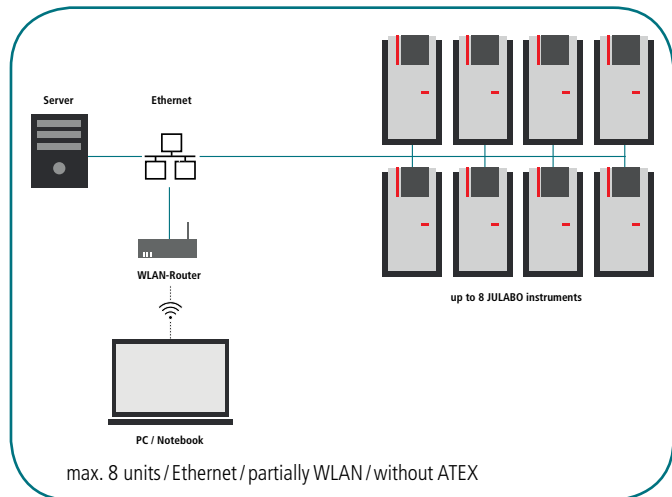 Server
Ethernet
WLAN-Router
up to 8 JULABO instruments
PC / Notebook
max. 8 units / Ethernet / partially WLAN / without ATEX